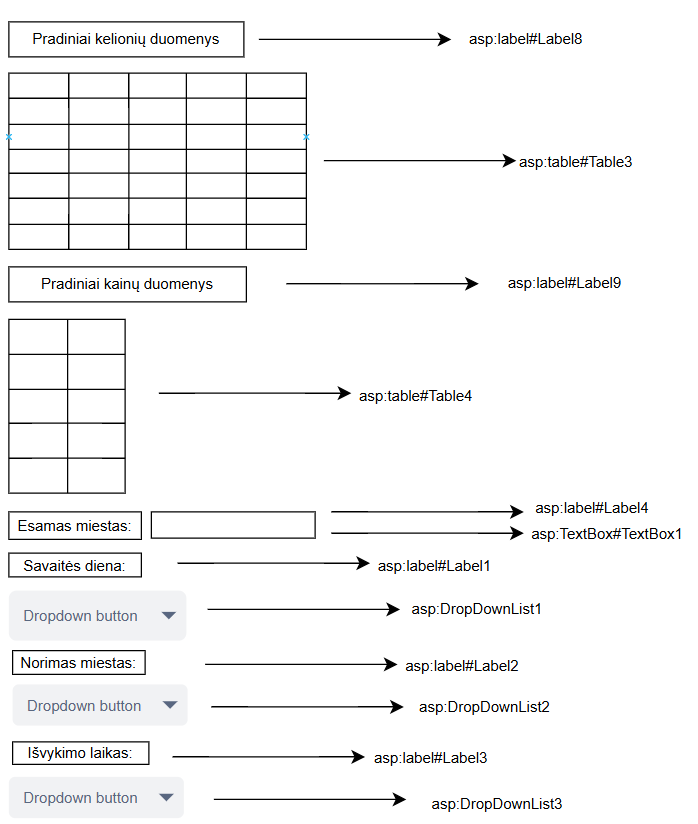 Pradiniai kelionių duomenys
asp:label#Label8
asp:table#Table3
Pradiniai kainų duomenys
asp:label#Label9
asp:table#Table4
Esamas miestas:
asp:label#Label4
asp:TextBox#TextBox1
Savaitės diena:
asp:label#Label1
Dropdown button
asp:DropDownList1
Norimas miestas:
asp:label#Label2
Dropdown button
asp:DropDownList2
Išvykimo laikas:
asp:label#Label3
Dropdown button
asp:DropDownList3